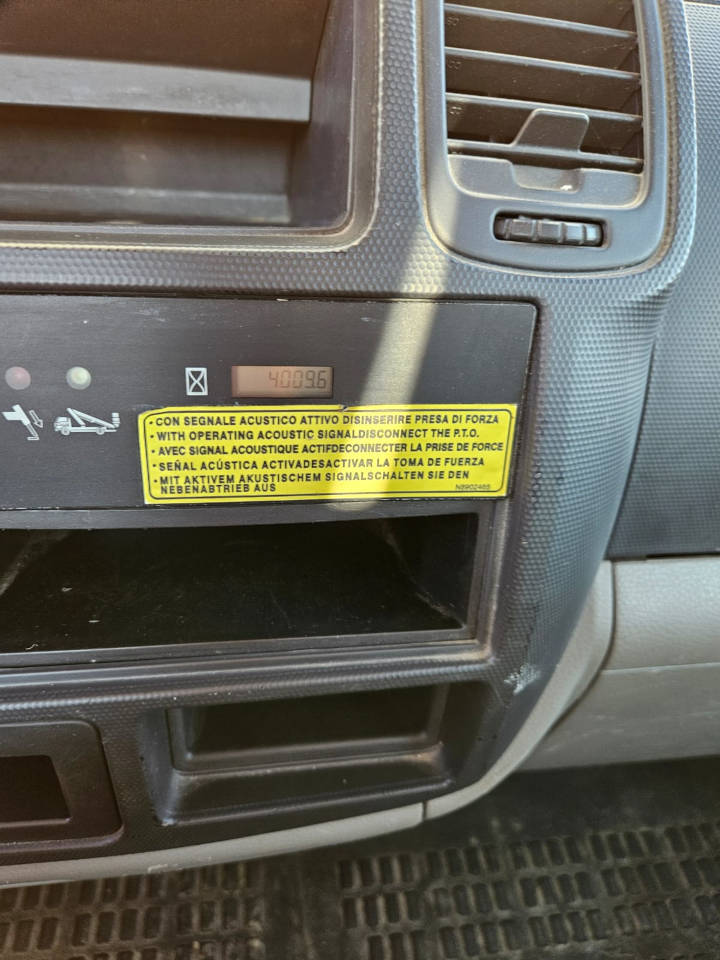 4009.6
• CON SEGNALE ACUSTICO ATTIVO DISINSERIRE PRESA DI FORZA
• WITH OPERATING ACOUSTIC SIGNALDISCONNECT THE P.T.O.
• AVEC SIGNAL ACOUSTIQUE ACTIFDECONNECTER LA PRISE DE FORCE
• SEÑAL ACÚSTICA ACTIVADESACTIVAR LA TOMA DE FUERZA
• MIT AKTIVEM AKUSTISCHEM SIGNALSCHALTEN SIE DEN
NEBENABTRIEB AUS
N8902465